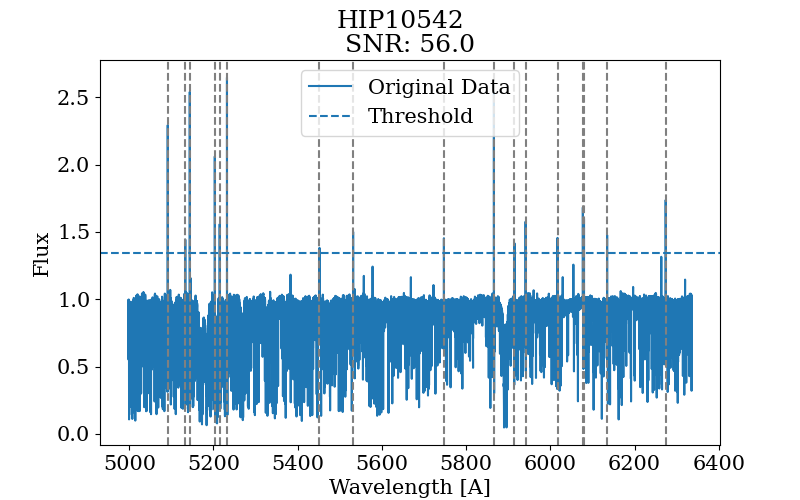 HIP10542
SNR: 56.0
Original Data
Threshold
Flux
2.5
2.0
1.5
1.0
0.5
0.0
5000 5200 5400 5600 5800 6000 6200 6400
Wavelength [A]